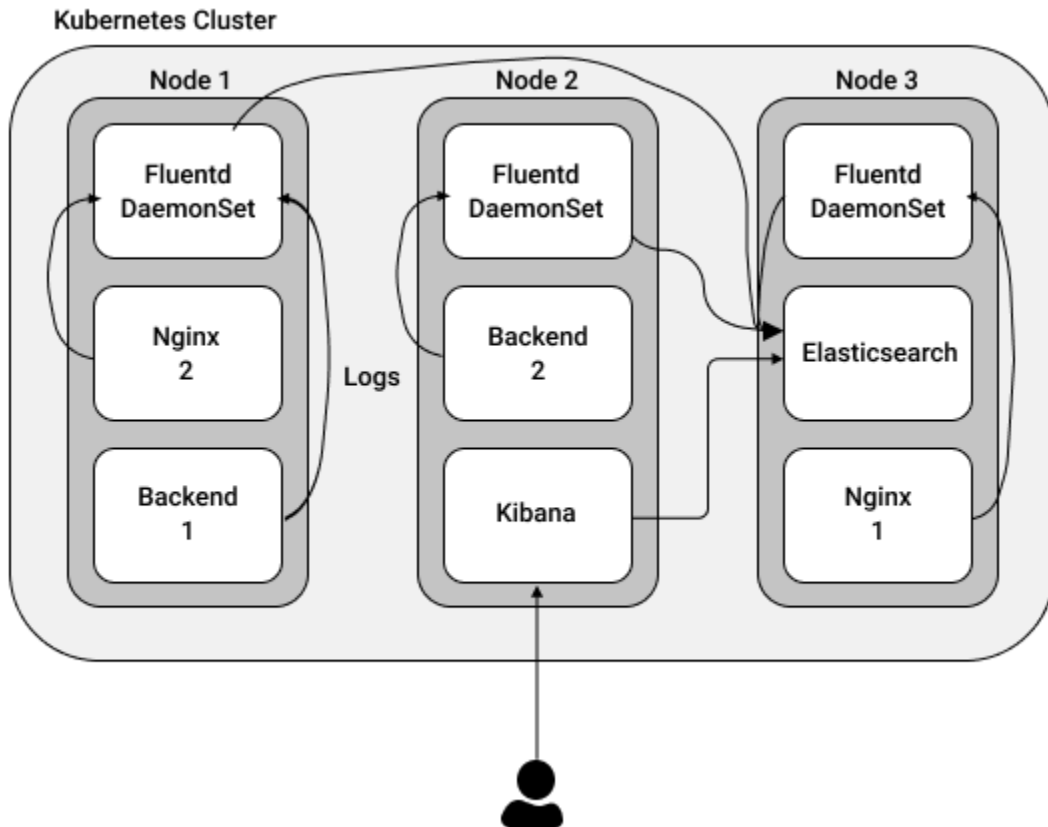 Kubernetes Cluster
Node 1
Fluentd
DaemonSet
Nginx
2
Backend
1
Logs
Node 2
Fluentd
DaemonSet
Backend
2
Kibana
Node 3
Fluentd
DaemonSet
Elasticsearch
Nginx
1